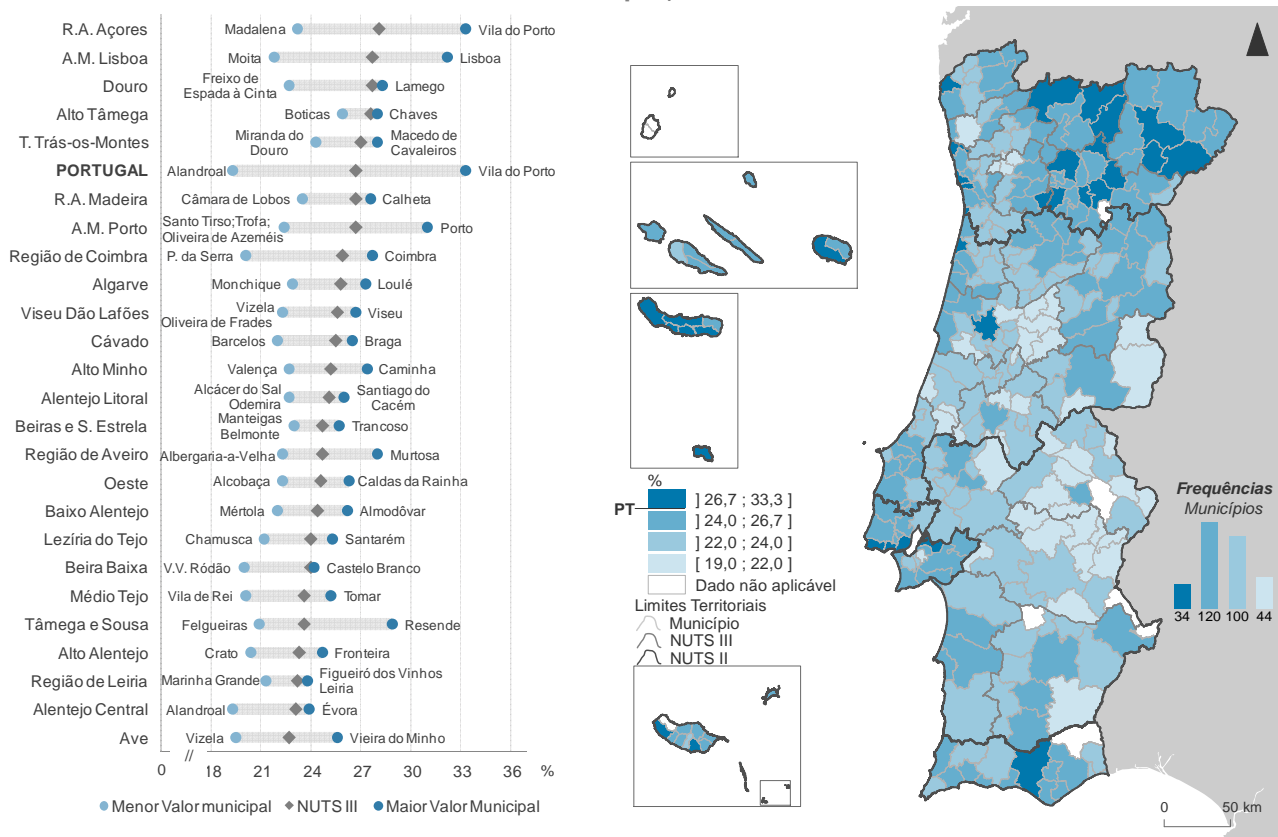 R.A. Açores
Madalena
Vila do Porto
A.M. Lisboa
Moita
Lisboa
Douro
Freixo de
Espada à Cinta
Lamego
Alto Tâmega
Boticas
Chaves
T. Trás-os-Montes
Miranda do
Douro
Macedo de
Cavaleiros
PORTUGAL
Alandroal
Vila do Porto
R.A. Madeira
Câmara de Lobos
Calheta
A.M. Porto
Santo Tirso;Trofa;
Oliveira de Azeméis
Porto
Região de Coimbra
P. da Serra
Coimbra
Algarve
Monchique
Loulé
Viseu Dão Lafões
Vizela
Oliveira de Frades
Viseu
Cávado
Barcelos
Braga
Alto Minho
Valença
Caminha
Alentejo Litoral
Alcácer do Sal
Odemira
Santiago do
Cacém
Beiras e S. Estrela
Manteigas
Belmonte
Trancoso
Região de Aveiro
Albergaria-a-Velha
Murtosa
Oeste
Alcobaça
Caldas da Rainha
Baixo Alentejo
Mértola
Almodôvar
Lezíria do Tejo
Chamusca
Santarém
Beira Baixa
V.V. Ródão
Castelo Branco
Médio Tejo
Vila de Rei
Tomar
Tâmega e Sousa
Felgueiras
Resende
Alto Alentejo
Crato
Fronteira
Região de Leiria
Marinha Grande
Figueiró dos Vinhos
Leiria
Alentejo Central
Alandroal
Évora
Ave
Vizela
Vieira do Minho
//
0 18 21 24 27 30 33 36 %
Menor Valor municipal NUTS III Maior Valor Municipal
%
PT
] 26,7 ; 33,3 ]
] 24,0 ; 26,7 ]
] 22,0 ; 24,0 ]
[ 19,0 ; 22,0 ]
Dado não aplicável
Limites Territoriais
Município
NUTS III
NUTS II
Frequências
Municípios
34 120 100 44
0 50 km